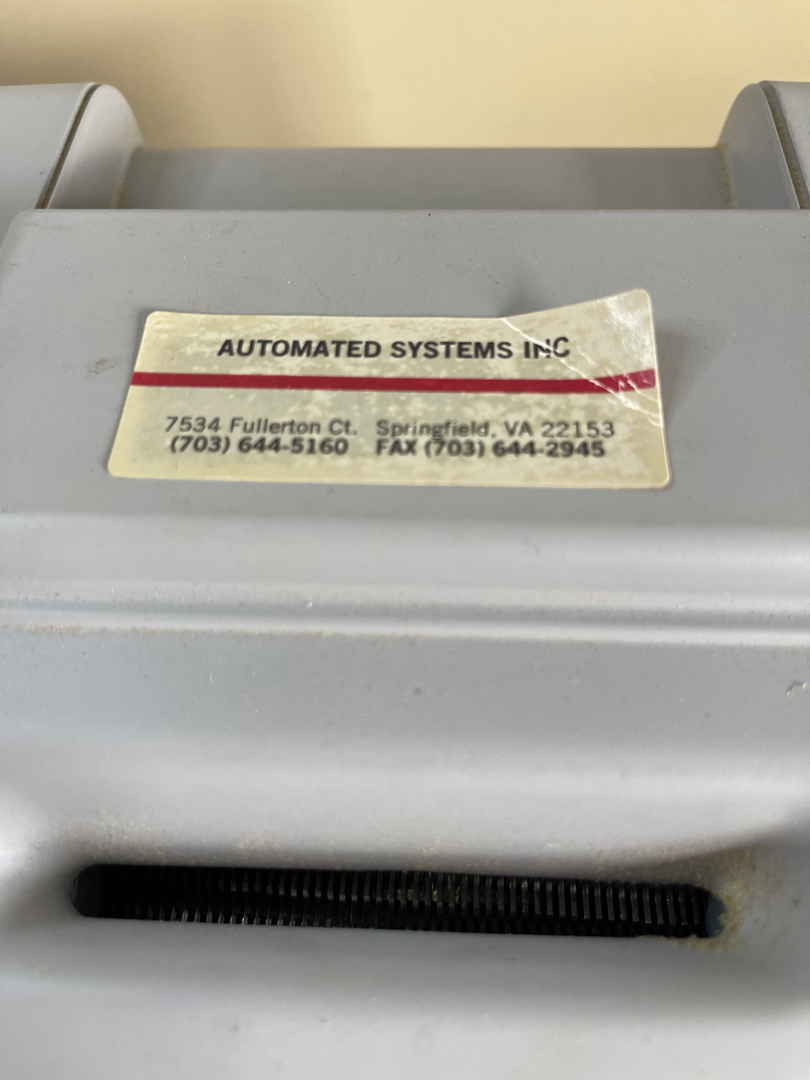 AUTOMATED SYSTEMS INC
7534 Fullerton Ct. Springfield, VA 22153
(703) 644-5160 FAX (703) 644-2945